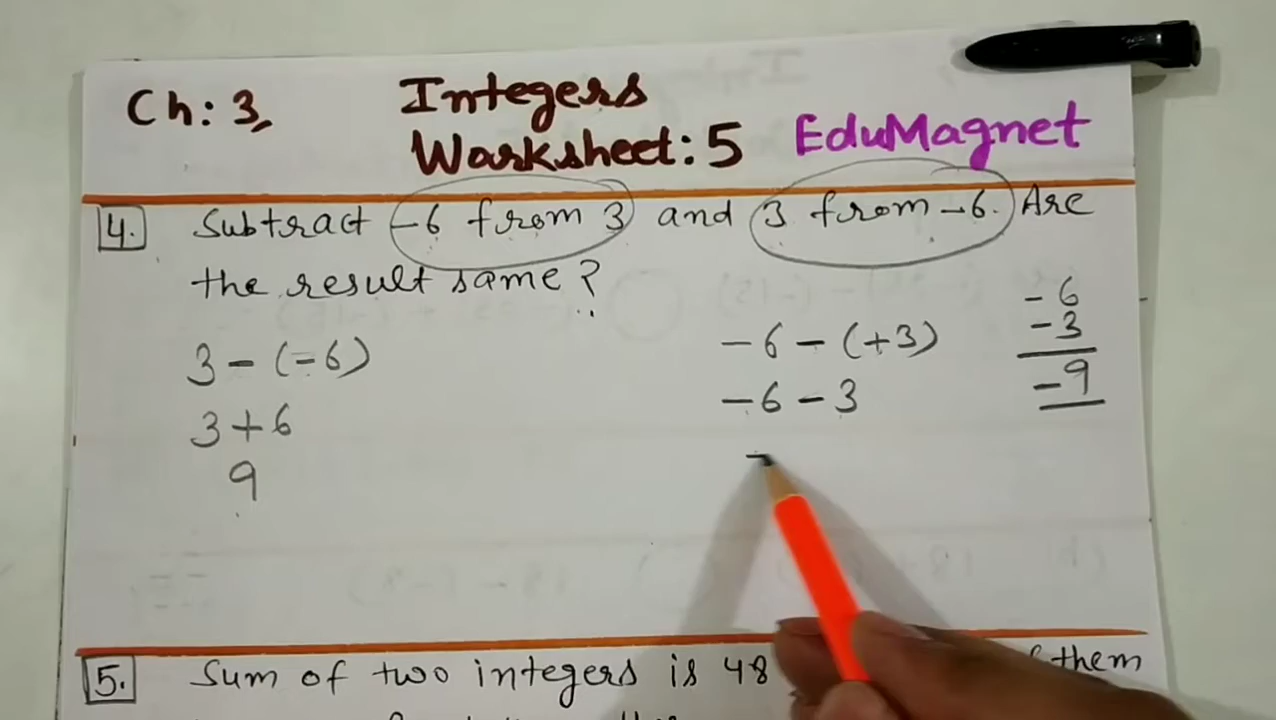 Ch: 3, Integers
Warksheet: 5 EduMagnet
4. Subtract -6 from 3 and 3 from -6. Are
the result same?
3 - (-6)
3 + 6
9
-6 - (+3)
-6 - 3
-
-6
-3
-9
5. Sum of two integers is 48 them